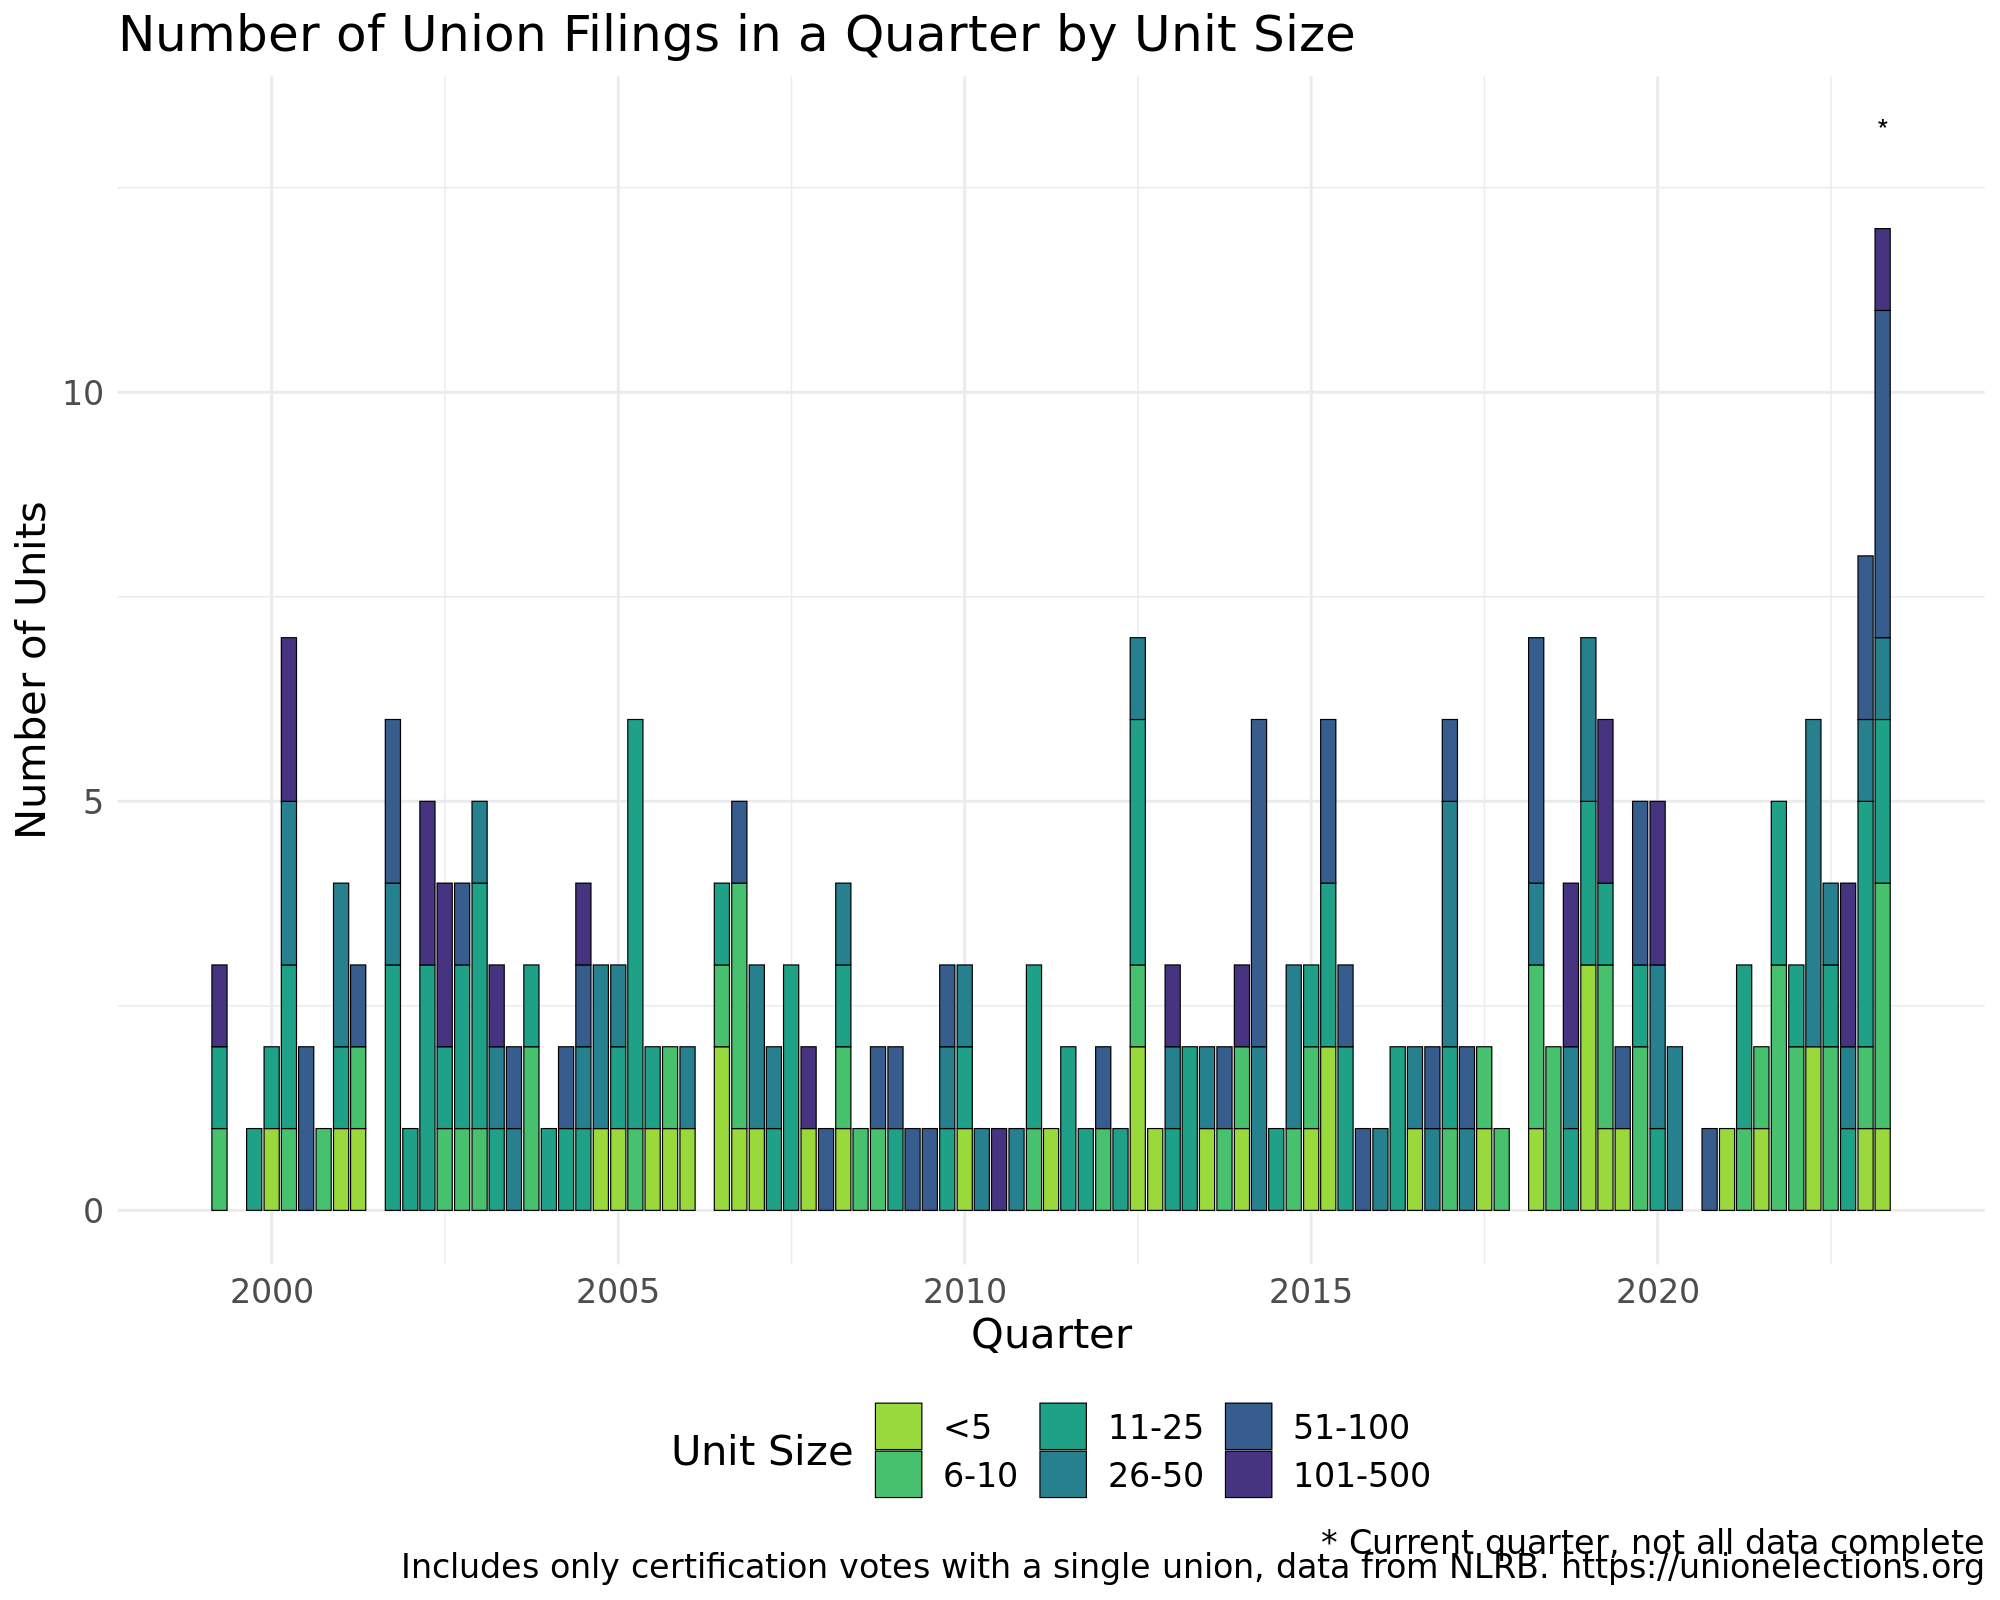 Number of Union Filings in a Quarter by Unit Size
*
Number of Units
10
5
0
2000 2005 2010 2015 2020
Quarter
Unit Size
<5 11-25 51-100
6-10 26-50 101-500
* Current quarter, not all data complete
Includes only certification votes with a single union, data from NLRB. https://unionelections.org